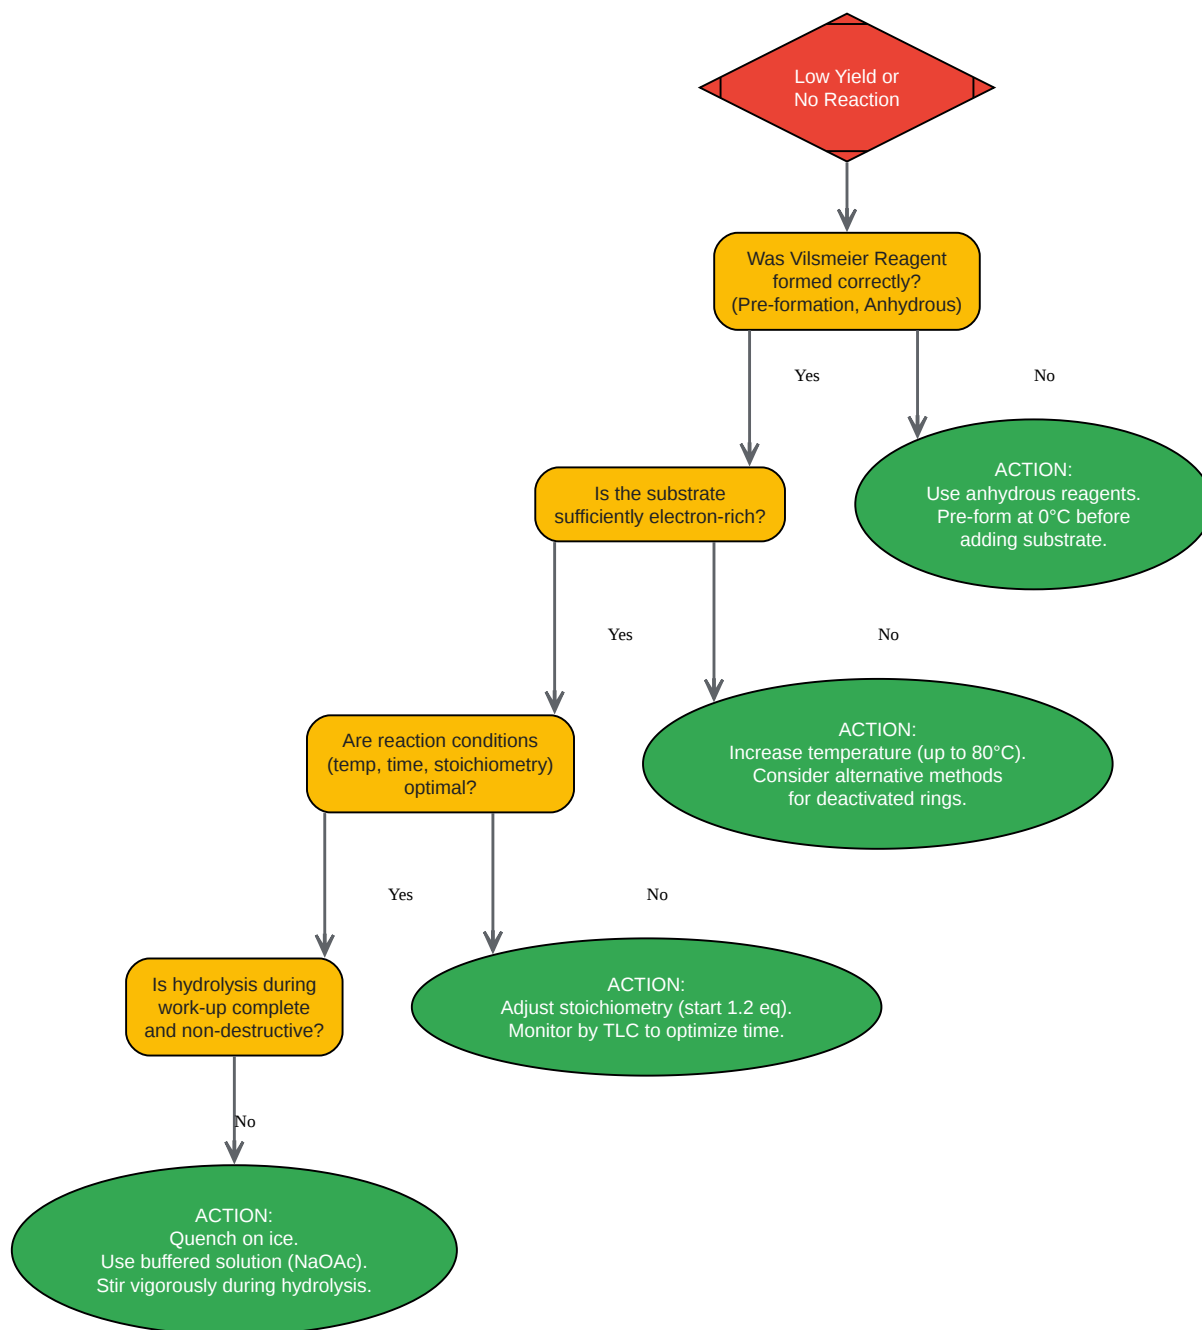 Low Yield or
No Reaction
Was Vilsmeier Reagent
formed correctly?
(Pre-formation, Anhydrous)
Yes
No
ACTION:
Use anhydrous reagents.
Pre-form at 0°C before
adding substrate.
Is the substrate
sufficiently electron-rich?
Yes
No
ACTION:
Increase temperature (up to 80°C).
Consider alternative methods
for deactivated rings.
Are reaction conditions
(temp, time, stoichiometry)
optimal?
Yes
No
ACTION:
Adjust stoichiometry (start 1.2 eq).
Monitor by TLC to optimize time.
Is hydrolysis during
work-up complete
and non-destructive?
No
ACTION:
Quench on ice.
Use buffered solution (NaOAc).
Stir vigorously during hydrolysis.